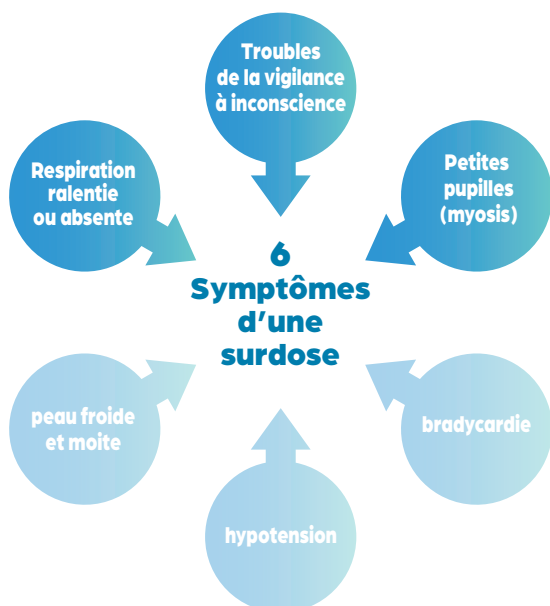 Troubles
de la vigilance
à inconscience
Respiration
ralentie
ou absente
Petites
pupilles
(myosis)
6
Symptômes
d’une
surdose
peau froide
et moite
bradycardie
hypotension